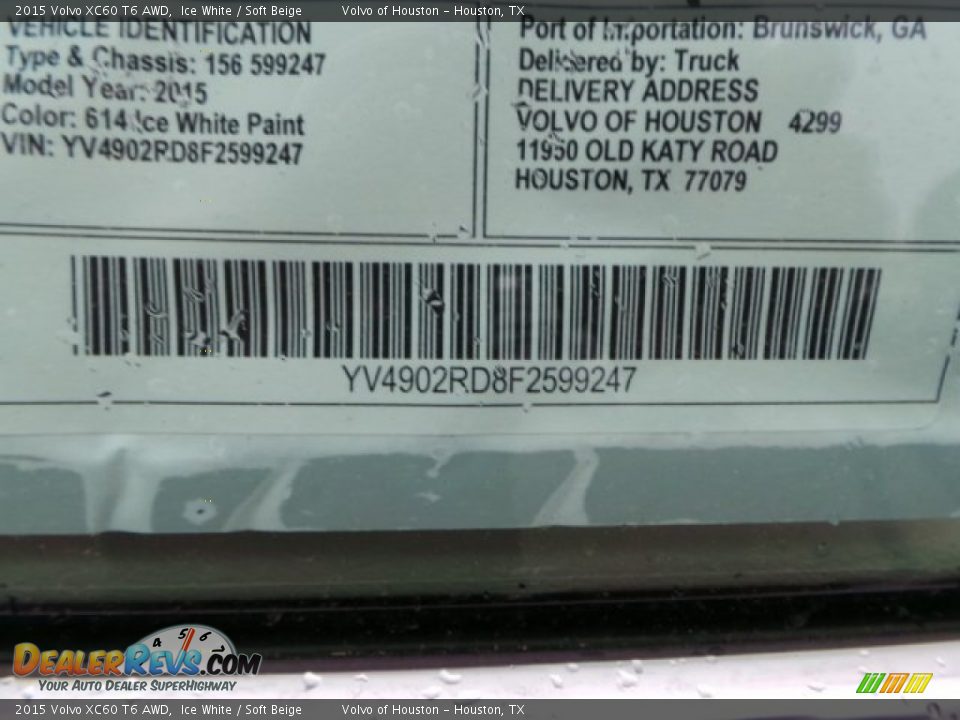 2015 Volvo XC60 T6 AWD, Ice White / Soft Beige Volvo of Houston - Houston, TX
VEHICLE IDENTIFICATION
Type & Chassis: 156 599247
Model Year: 2015
Color: 614 Ice White Paint
VIN: YV4902RD8F2599247
Port of Importation: Brunswick, GA
Delivered by: Truck
DELIVERY ADDRESS
VOLVO OF HOUSTON 4299
11950 OLD KATY ROAD
HOUSTON, TX 77079
YV4902RD8F2599247
4 5 6
DEALERREVS.COM
YOUR AUTO DEALER SUPERHIGHWAY
2015 Volvo XC60 T6 AWD, Ice White / Soft Beige Volvo of Houston - Houston, TX